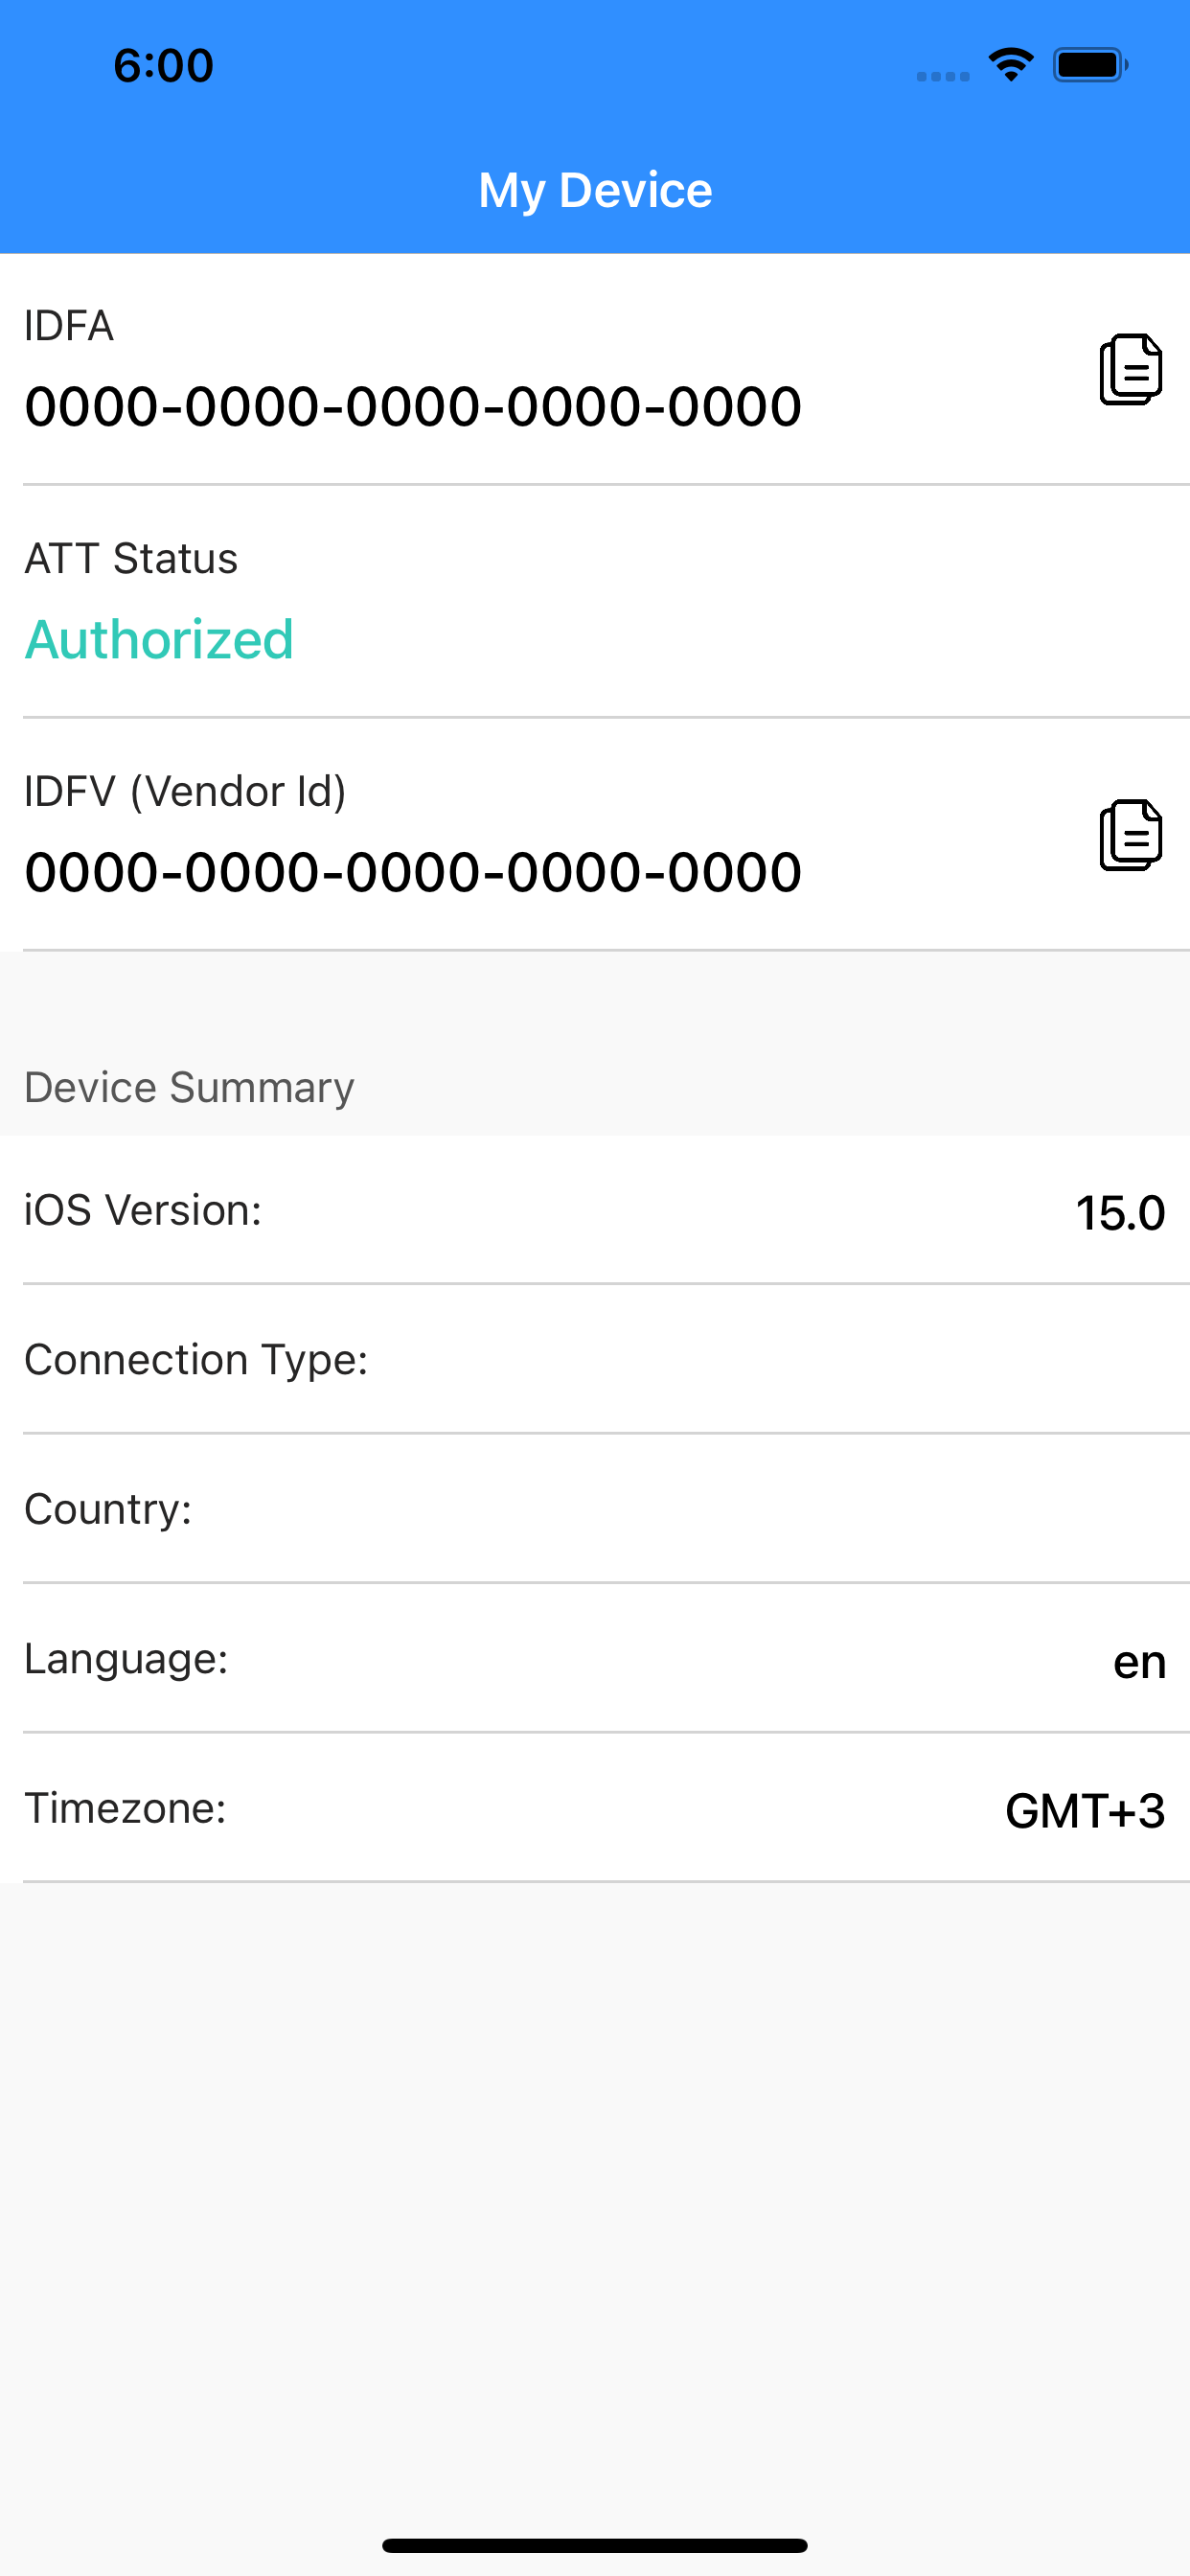 6:00
My Device
IDFA
0000-0000-0000-0000-0000
ATT Status
Authorized
IDFV (Vendor Id)
0000-0000-0000-0000-0000
Device Summary
iOS Version: 15.0
Connection Type:
Country:
Language: en
Timezone: GMT+3